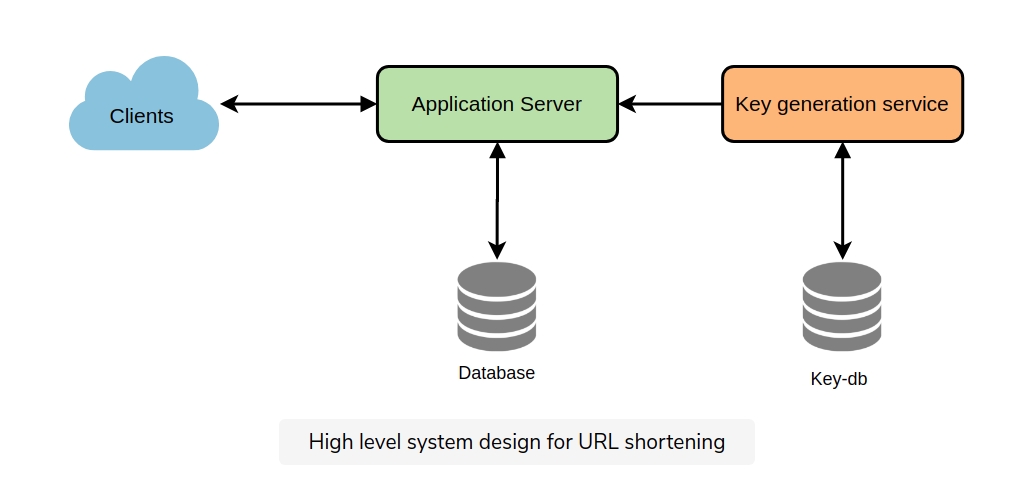 Clients
Application Server
Key generation service
Database
Key-db
High level system design for URL shortening